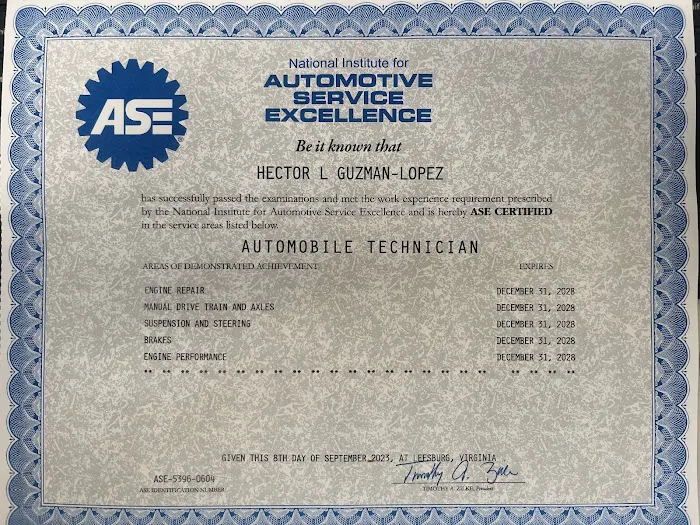 ASE
National Institute for
AUTOMOTIVE
SERVICE
EXCELLENCE
Be it known that
HECTOR L GUZMAN-LOPEZ
has successfully passed the examinations and met the work experience requirement prescribed
by the National Institute for Automotive Service Excellence and is hereby ASE CERTIFIED
in the service areas listed below.
AUTOMOBILE TECHNICIAN
AREAS OF DEMONSTRATED ACHIEVEMENT EXPIRES
ENGINE REPAIR DECEMBER 31, 2028
MANUAL DRIVE TRAIN AND AXLES DECEMBER 31, 2028
SUSPENSION AND STEERING DECEMBER 31, 2028
BRAKES DECEMBER 31, 2028
ENGINE PERFORMANCE DECEMBER 31, 2028
** ** ** ** ** ** ** ** ** ** ** ** ** ** ** ** ** ** ** ** ** ** ** **
GIVEN THIS 8TH DAY OF SEPTEMBER 2023, AT LEESBURG, VIRGINIA
ASE-5396-0604
Timothy A. Zilke
ASE IDENTIFICATION NUMBER
TIMOTHY A. ZILKE, President